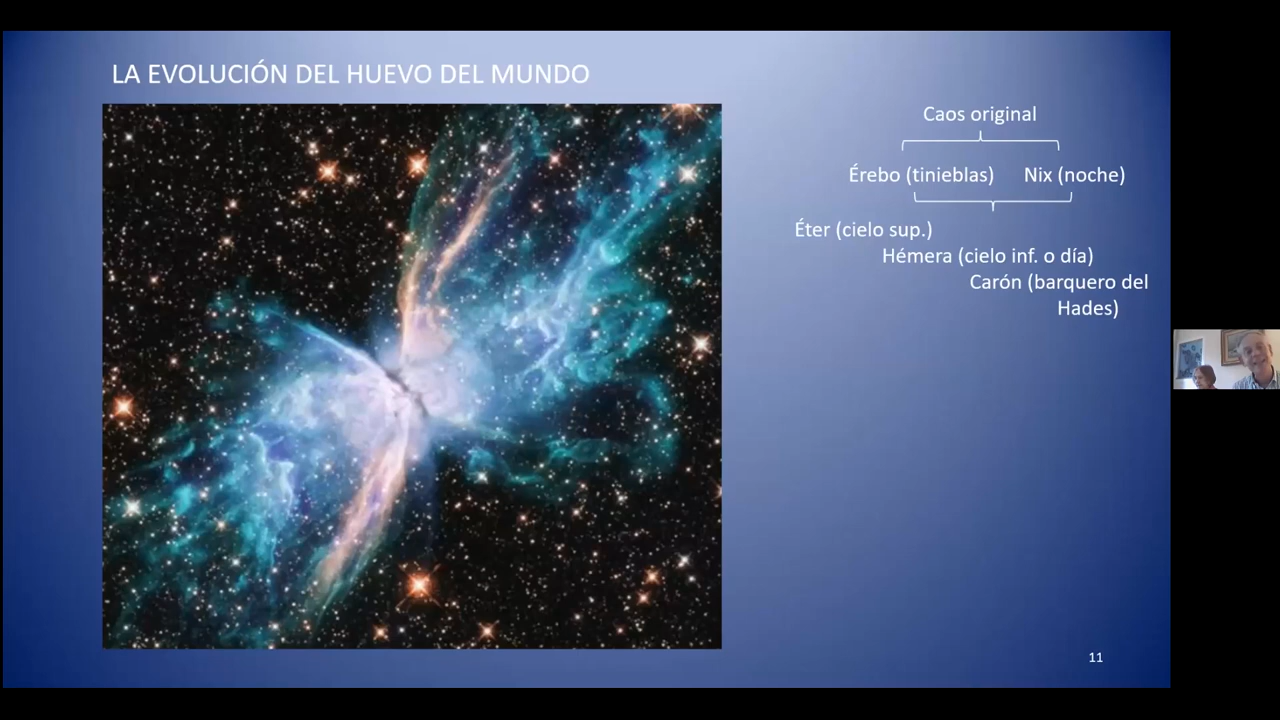 LA EVOLUCIÓN DEL HUEVO DEL MUNDO
Caos original
Érebo (tinieblas) Nix (noche)
Éter (cielo sup.)
Hémera (cielo inf. o día)
Carón (barquero del
Hades)
11